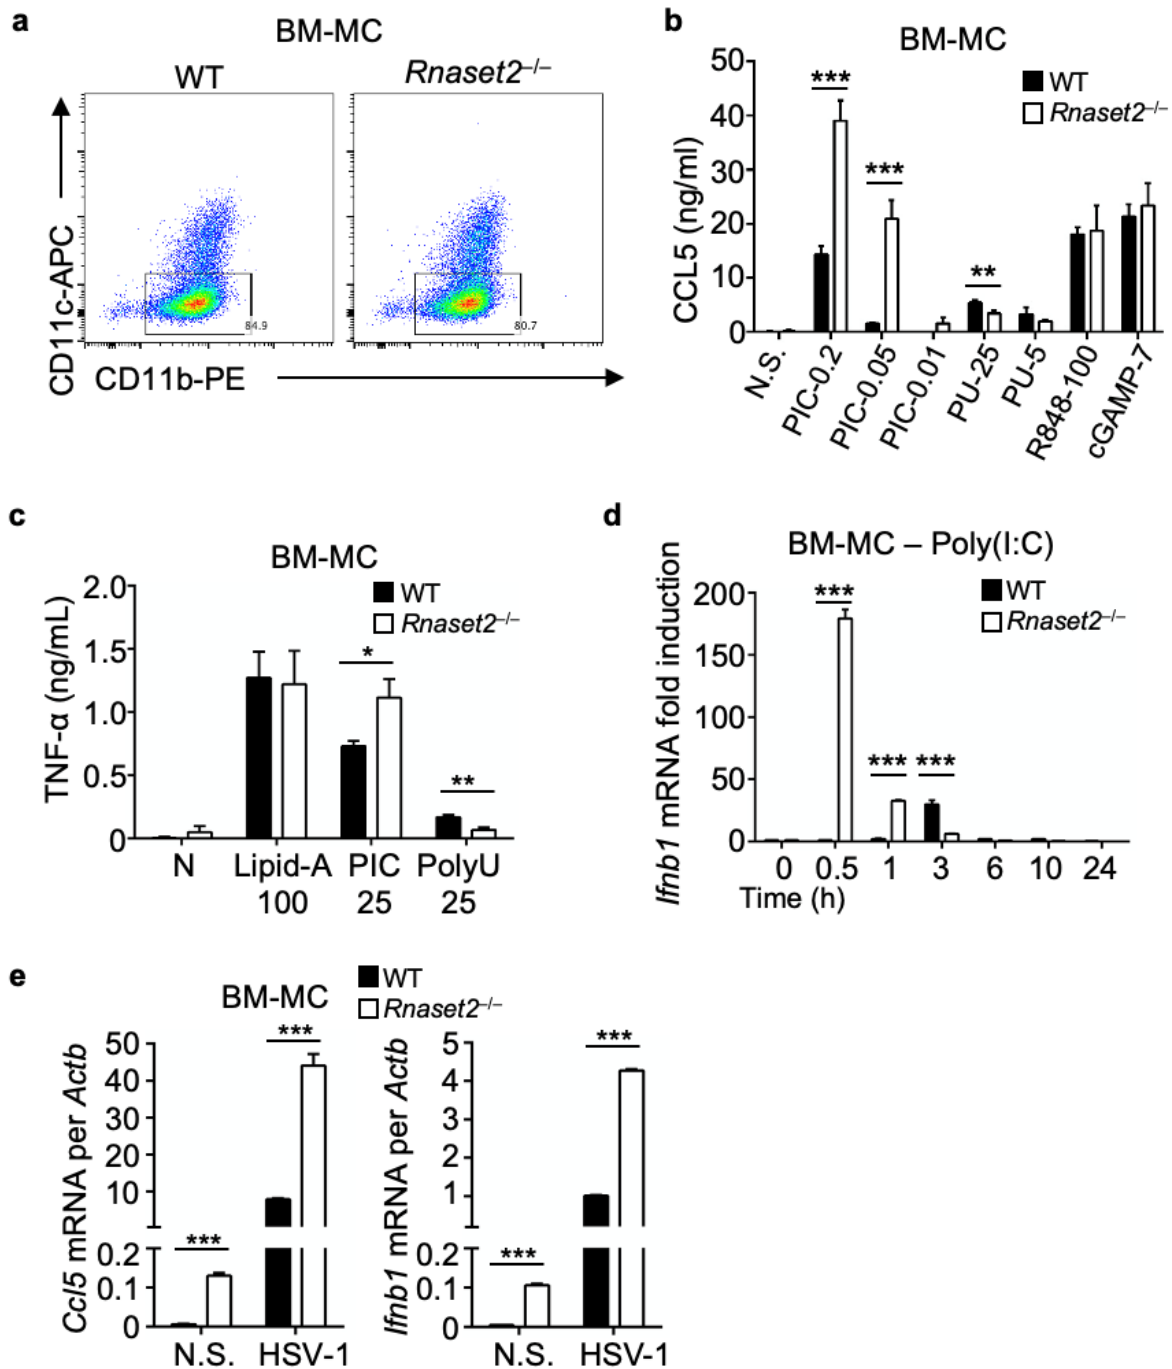 a
BM-MC
WT
Rnaset2–/–
84.9
80.7
CD11c-APC
CD11b-PE
b
BM-MC
WT
Rnaset2–/–
CCL5 (ng/ml)
50
40
30
20
10
0
***
***
**
N.S.
PIC-0.2
PIC-0.05
PIC-0.01
PU-25
PU-5
R848-100
cGAMP-7
c
BM-MC
WT
Rnaset2–/–
TNF-α (ng/mL)
2.0
1.5
1.0
0.5
0
*
**
N
Lipid-A
100
PIC
25
PolyU
25
d
BM-MC – Poly(I:C)
WT
Rnaset2–/–
Ifnb1 mRNA fold induction
200
150
100
50
0
***
*** ***
0 0.5 1 3 6 10 24
Time (h)
e
BM-MC
WT
Rnaset2–/–
Ccl5 mRNA per Actb
50
40
30
20
10
0.2
0.1
0
***
***
N.S. HSV-1
Ifnb1 mRNA per Actb
5
4
3
2
1
0.2
0.1
0
***
***
N.S. HSV-1